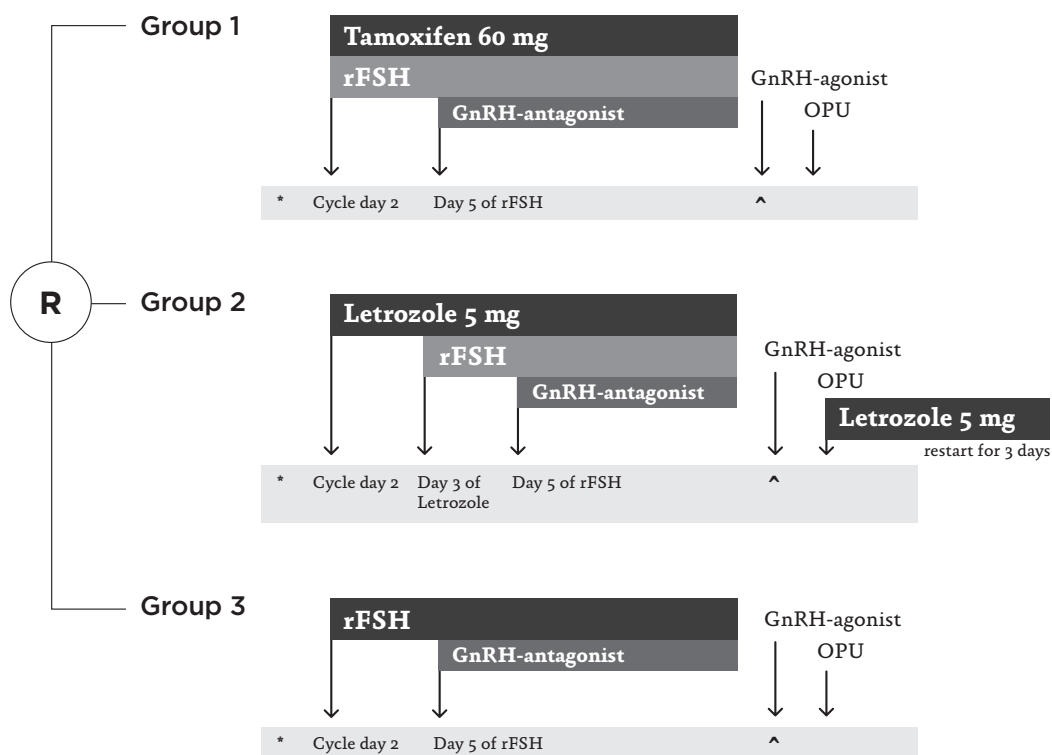 Group 1
Tamoxifen 60 mg
rFSH
GnRH-antagonist
GnRH-agonist
OPU
* Cycle day 2 Day 5 of rFSH ^
R
Group 2
Letrozole 5 mg
rFSH
GnRH-antagonist
GnRH-agonist
OPU
Letrozole 5 mg
restart for 3 days
* Cycle day 2 Day 3 of Day 5 of rFSH ^
Letrozole
Group 3
rFSH
GnRH-antagonist
GnRH-agonist
OPU
* Cycle day 2 Day 5 of rFSH ^